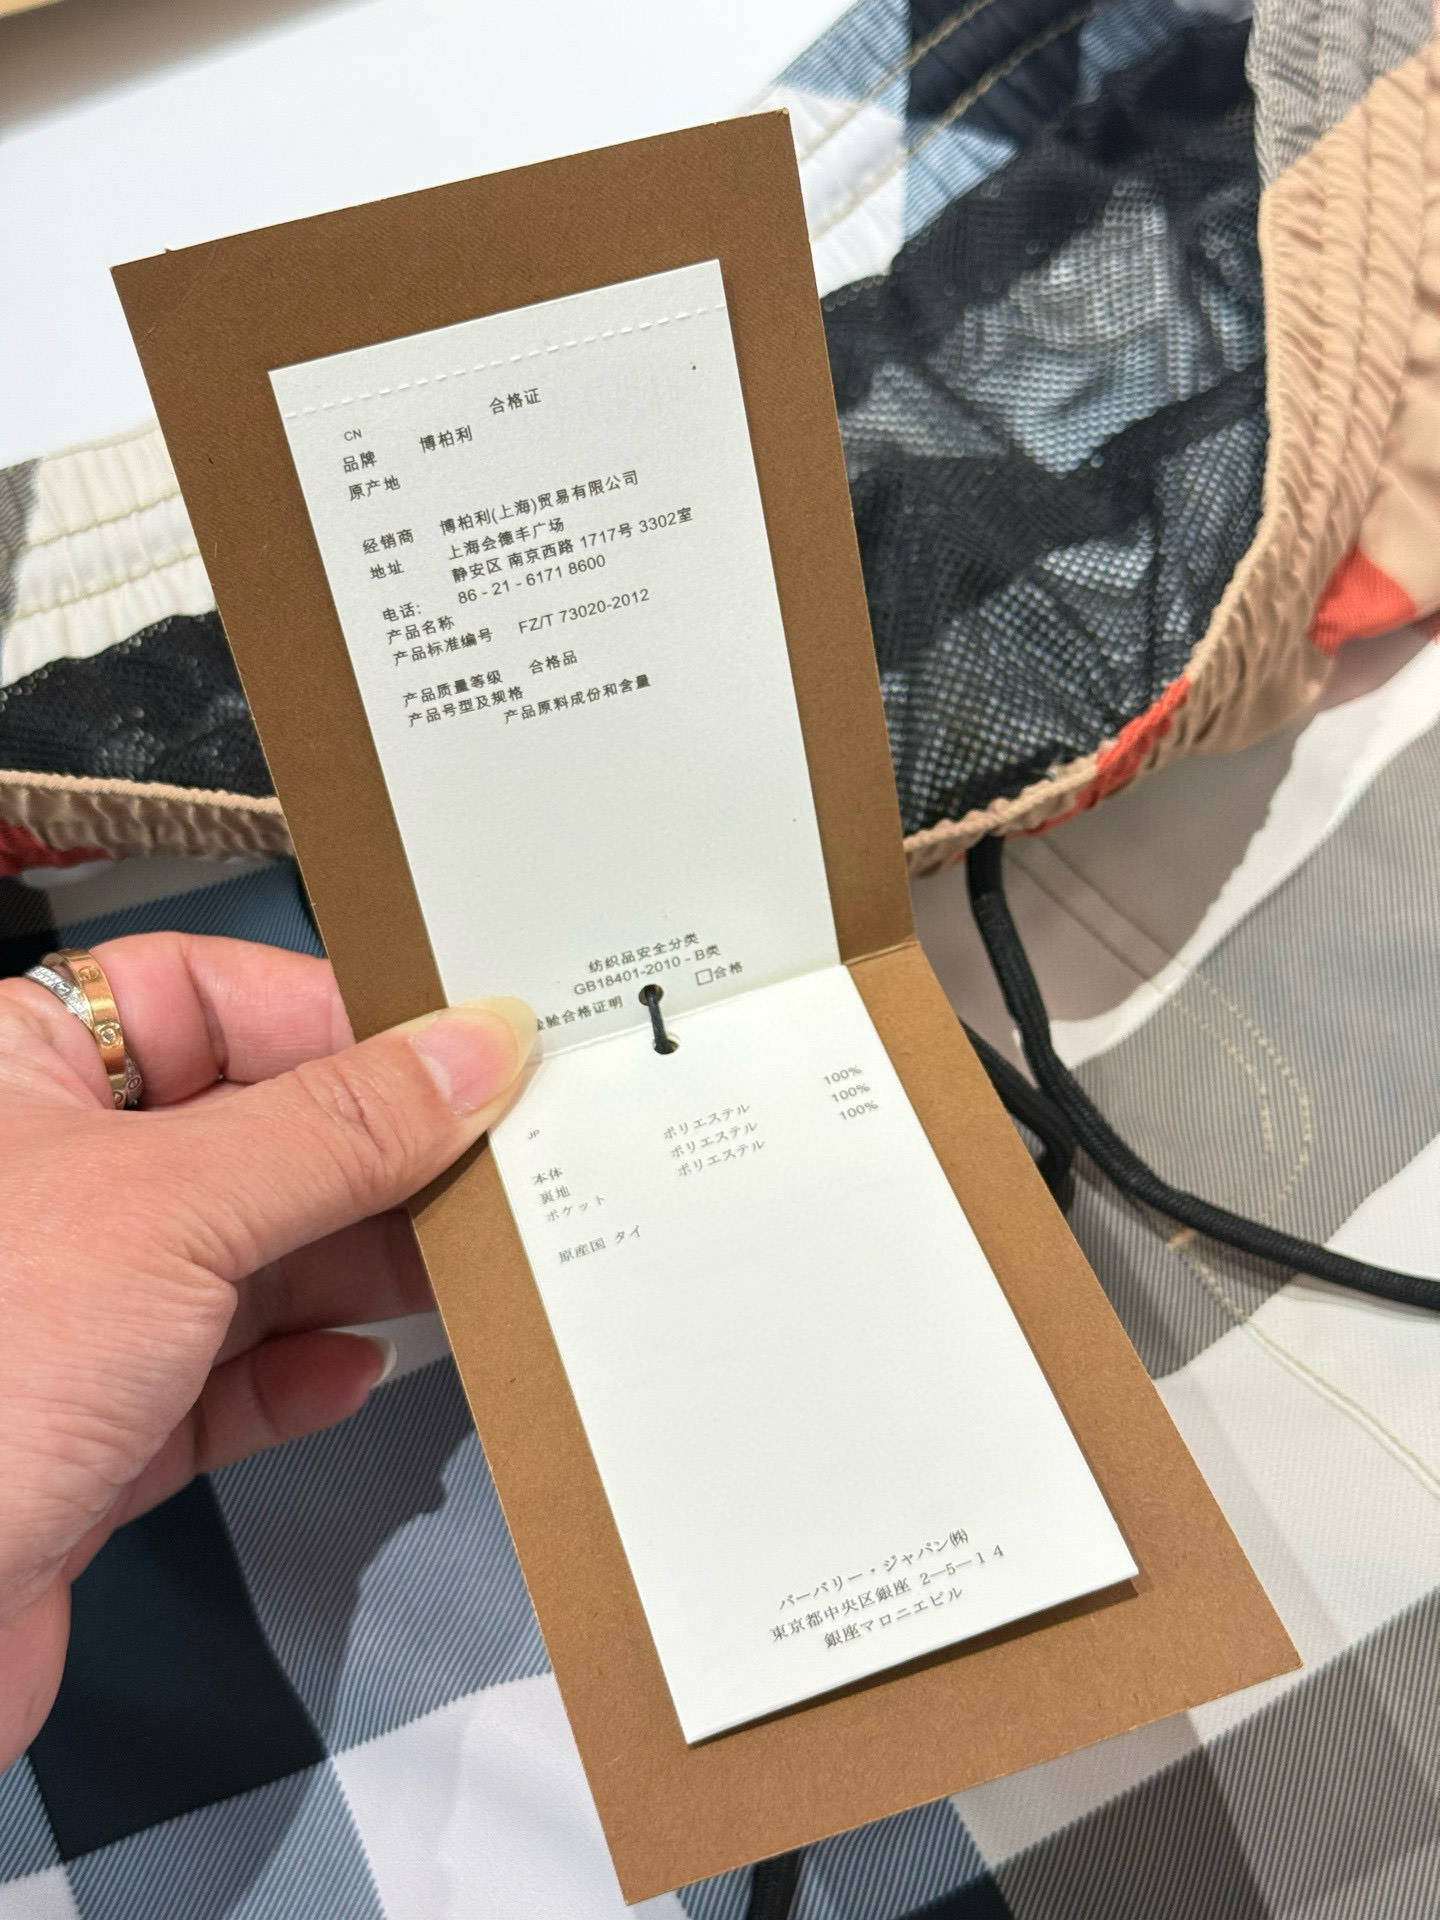 合格证
CN
品牌 博柏利
原产地
经销商 博柏利(上海)贸易有限公司
地址 上海会德丰广场
静安区 南京西路 1717号 3302室
电话: 86 - 21 - 6171 8600
产品名称
产品标准编号 FZ/T 73020-2012
产品质量等级 合格品
产品号型及规格
产品原料成份和含量
纺织品安全分类
GB18401-2010 - B类
验合格证明 □合格
JP
本体 ポリエステル 100%
裏地 ポリエステル 100%
ポケット ポリエステル 100%
原産国 タイ
バーバリー・ジャパン㈱
東京都中央区銀座 2—5—14
銀座マロニエビル